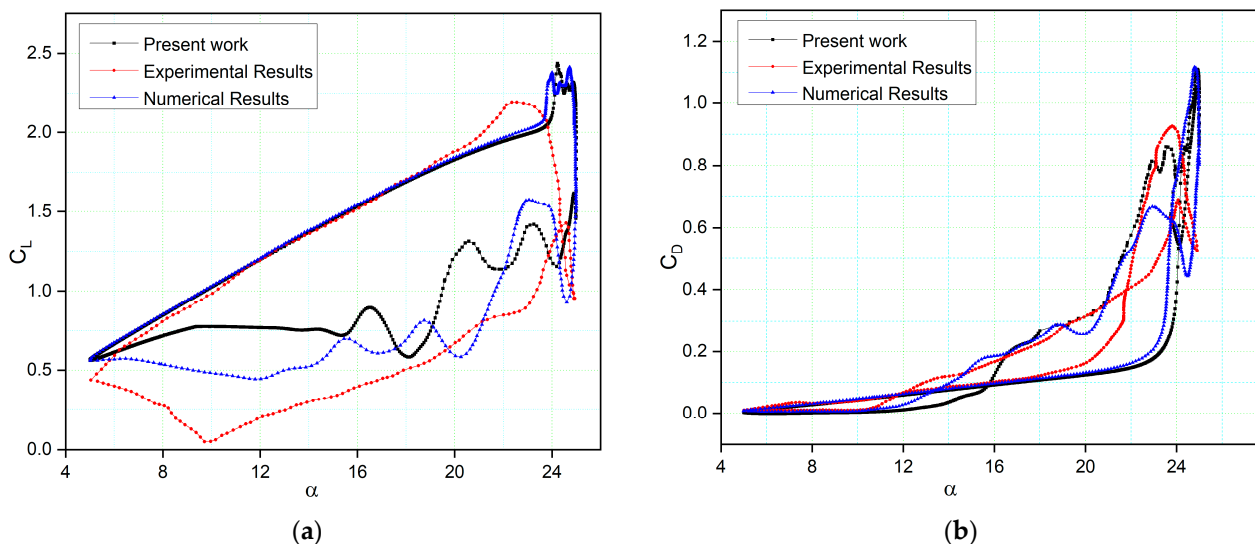 Present work
Experimental Results
Numerical Results
2.5
2.0
1.5
1.0
0.5
0.0
C_L
4 8 12 16 20 24
α
(a)
Present work
Experimental Results
Numerical Results
1.2
1.0
0.8
0.6
0.4
0.2
0.0
C_D
4 8 12 16 20 24
α
(b)